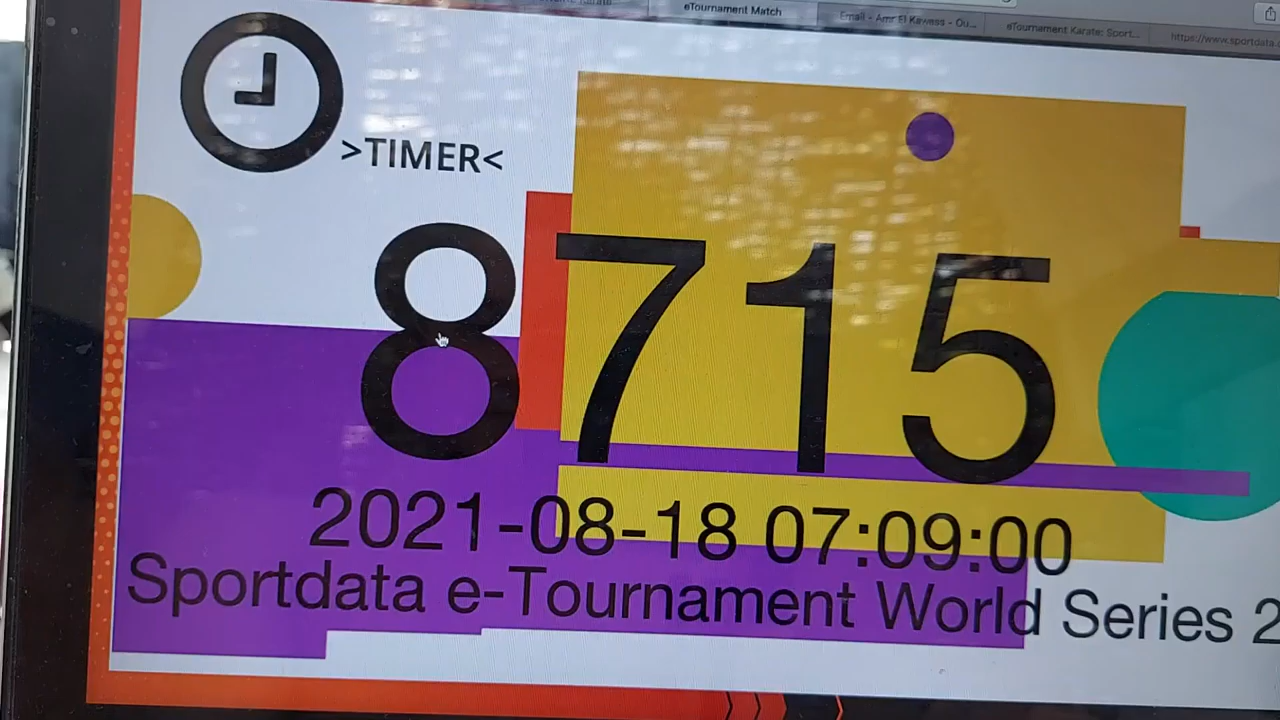 eTournament Match
Email - Amr El Kawess - Ou...
eTournament Karate: Sport...
https://www.sportdata.
>TIMER<
8715
2021-08-18 07:09:00
Sportdata e-Tournament World Series 2